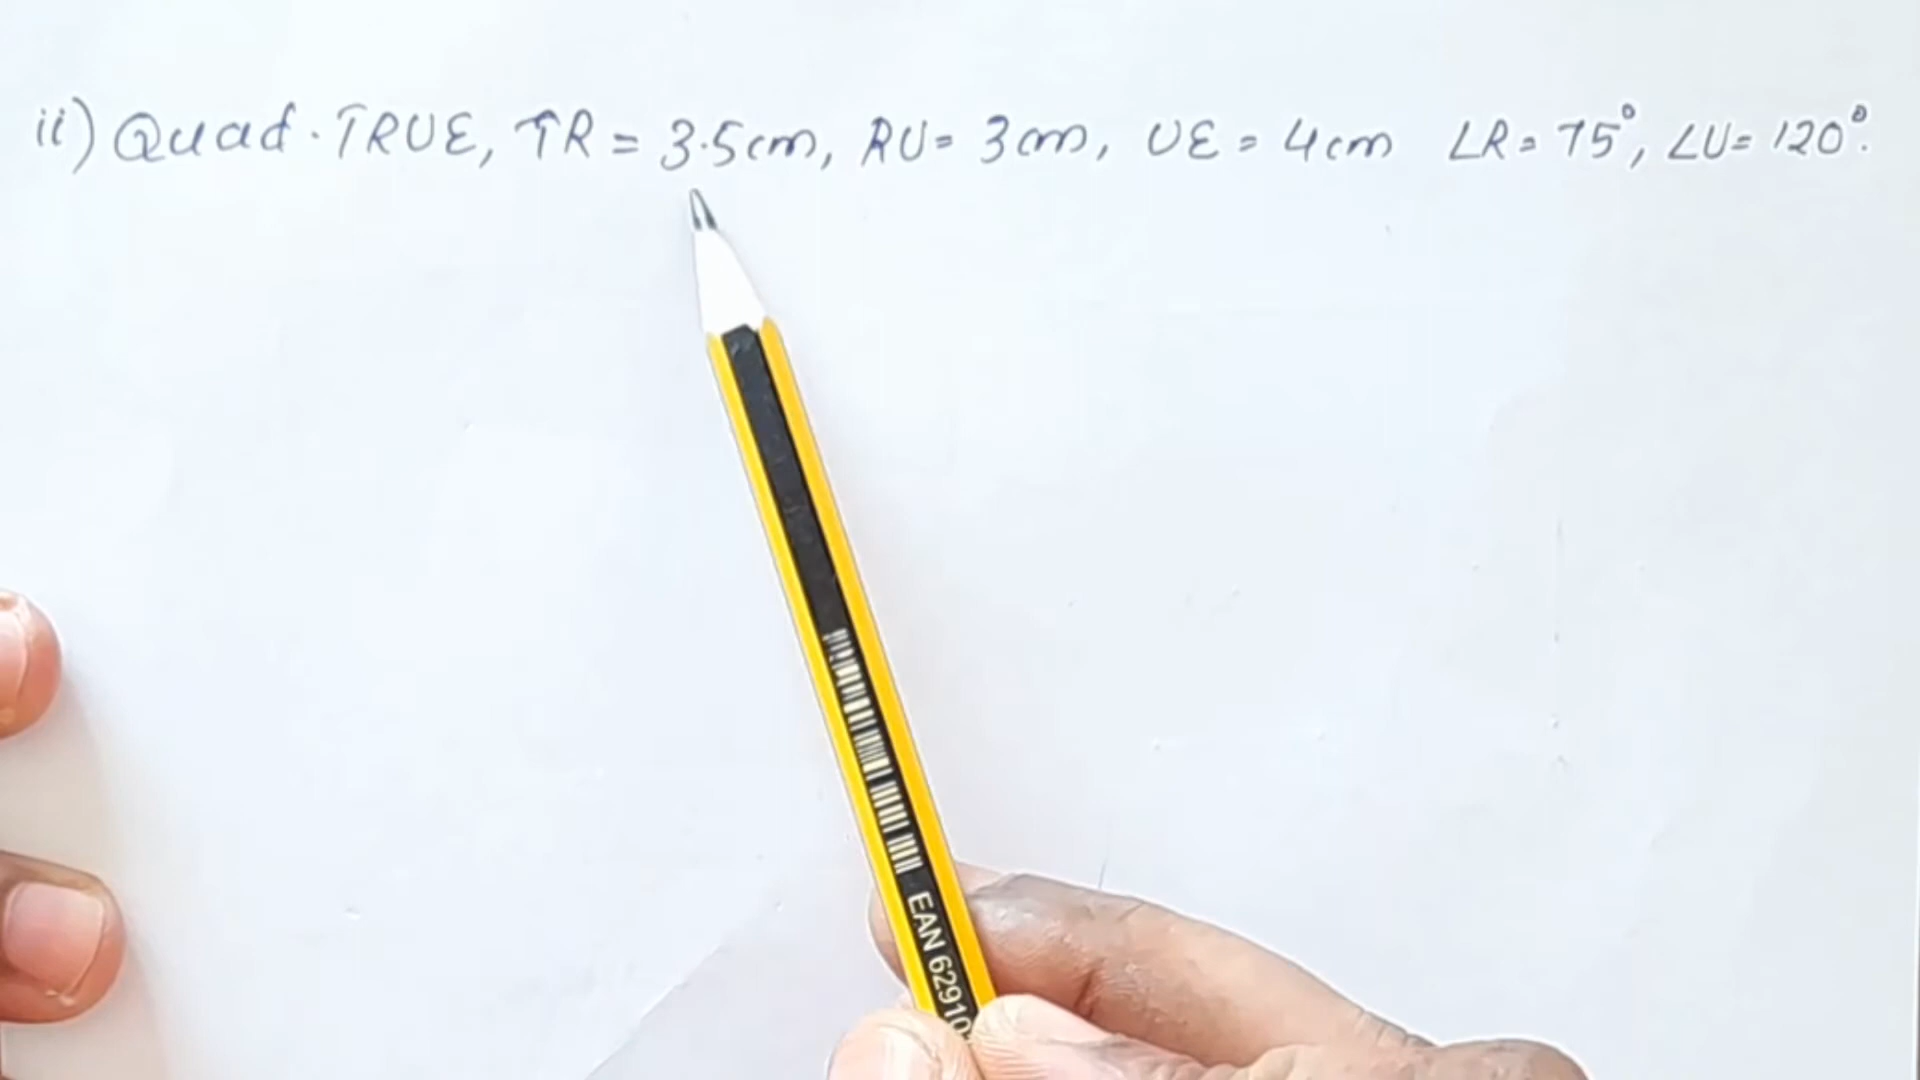 ii) Quad. TRUE, TR = 3.5cm, RU= 3cm, UE = 4cm ∠R= 75°, ∠U= 120°.
EAN 62910